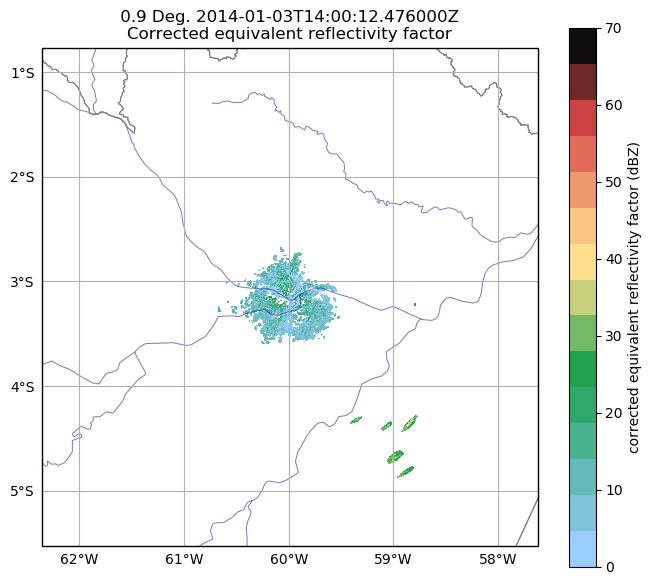 0.9 Deg. 2014-01-03T14:00:12.476000Z
Corrected equivalent reflectivity factor
1°S
2°S
3°S
4°S
5°S
62°W 61°W 60°W 59°W 58°W
70
60
50
40
30
20
10
0
corrected equivalent reflectivity factor (dBZ)